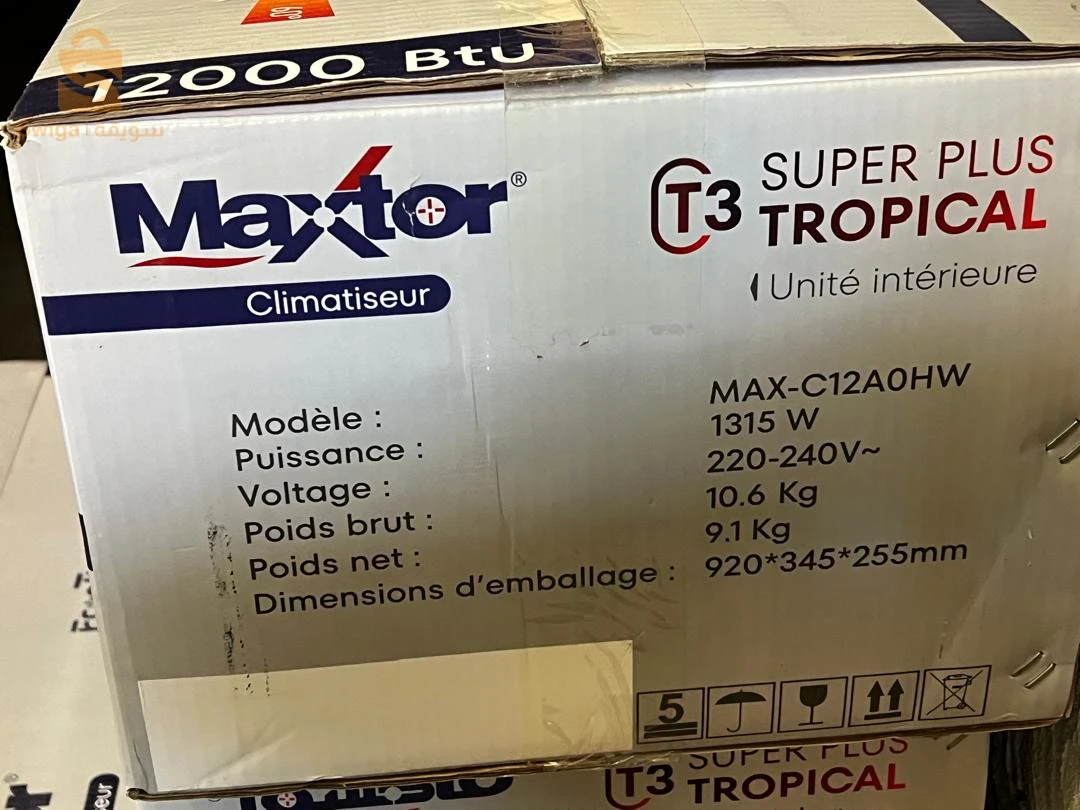 60°
12000 Btu
سويقة
Maxtor®
Climatiseur
T3 SUPER PLUS
TROPICAL
Unité intérieure
Modèle : MAX-C12A0HW
Puissance : 1315 W
Voltage : 220-240V~
Poids brut : 10.6 Kg
Poids net : 9.1 Kg
Dimensions d'emballage : 920*345*255mm
5
T3 SUPER PLUS
TROPICAL